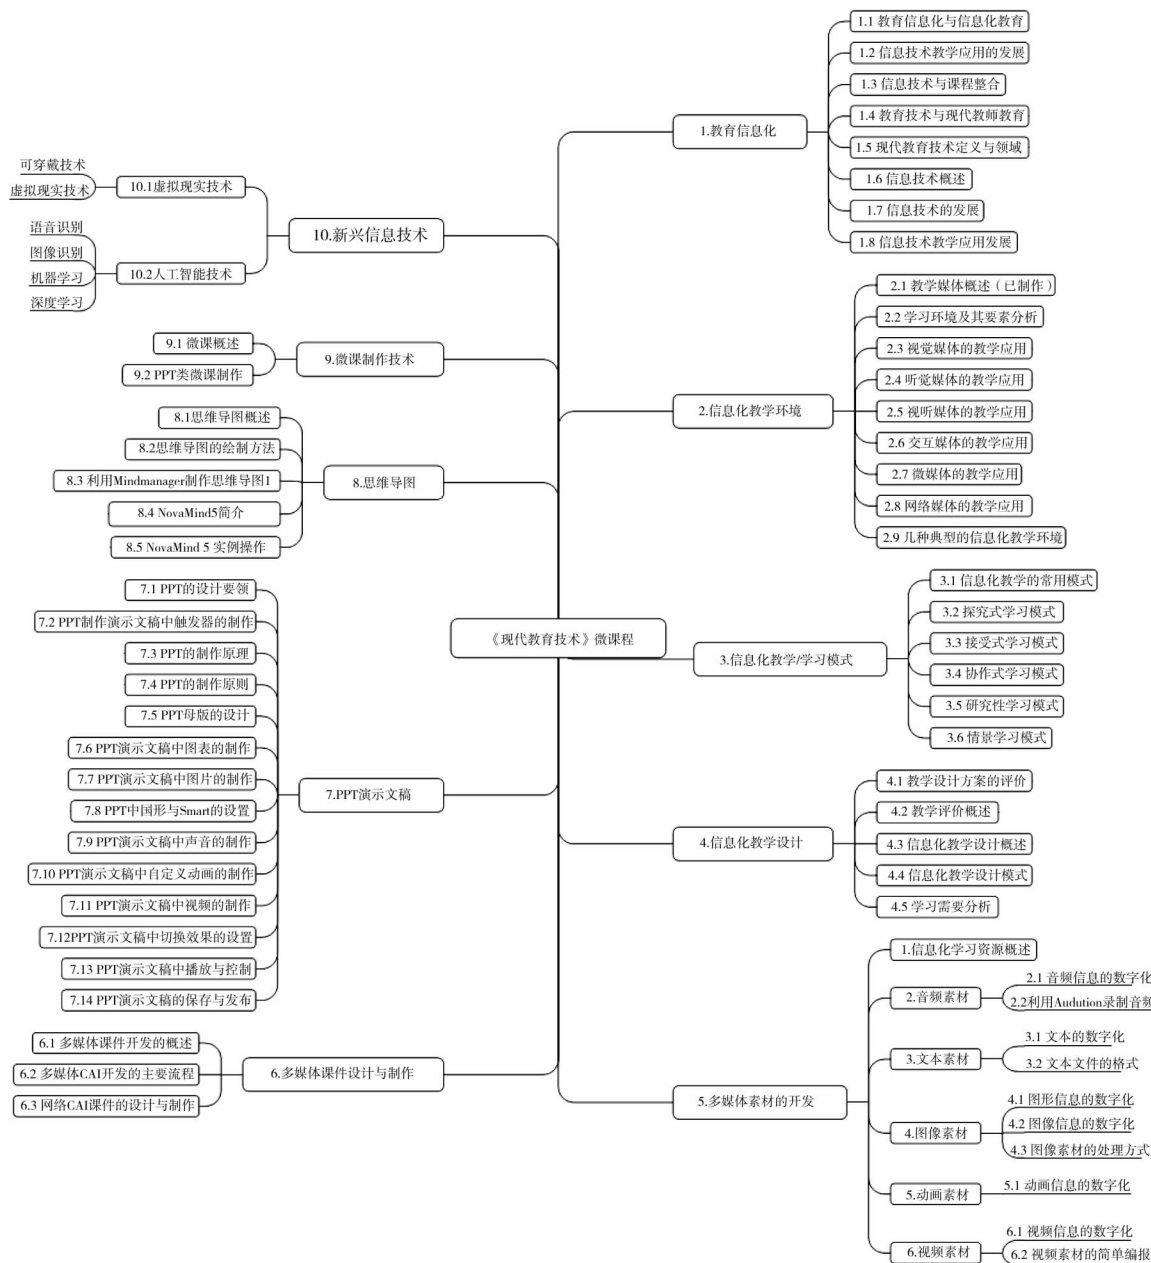 《现代教育技术》微课程
1.教育信息化
1.1 教育信息化与信息化教育
1.2 信息技术教学应用的发展
1.3 信息技术与课程整合
1.4 教育技术与现代教师教育
1.5 现代教育技术定义与领域
1.6 信息技术概述
1.7 信息技术的发展
1.8 信息技术教学应用发展
2.信息化教学环境
2.1 教学媒体概述（已制作）
2.2 学习环境及其要素分析
2.3 视觉媒体的教学应用
2.4 听觉媒体的教学应用
2.5 视听媒体的教学应用
2.6 交互媒体的教学应用
2.7 微媒体的教学应用
2.8 网络媒体的教学应用
2.9 几种典型的信息化教学环境
3.信息化教学/学习模式
3.1 信息化教学的常用模式
3.2 探究式学习模式
3.3 接受式学习模式
3.4 协作式学习模式
3.5 研究性学习模式
3.6 情景学习模式
4.信息化教学设计
4.1 教学设计方案的评价
4.2 教学评价概述
4.3 信息化教学设计概述
4.4 信息化教学设计模式
4.5 学习需要分析
5.多媒体素材的开发
1.信息化学习资源概述
2.音频素材
2.1 音频信息的数字化
2.2利用Audution录制音频
3.文本素材
3.1 文本的数字化
3.2 文本文件的格式
4.图像素材
4.1 图形信息的数字化
4.2 图像信息的数字化
4.3 图像素材的处理方式
5.动画素材
5.1 动画信息的数字化
6.视频素材
6.1 视频信息的数字化
6.2 视频素材的简单编报
6.多媒体课件设计与制作
6.1 多媒体课件开发的概述
6.2 多媒体CAI开发的主要流程
6.3 网络CAI课件的设计与制作
7.PPT演示文稿
7.1 PPT的设计要领
7.2 PPT制作演示文稿中触发器的制作
7.3 PPT的制作原理
7.4 PPT的制作原则
7.5 PPT母版的设计
7.6 PPT演示文稿中图表的制作
7.7 PPT演示文稿中图片的制作
7.8 PPT中国形与Smart的设置
7.9 PPT演示文稿中声音的制作
7.10 PPT演示文稿中自定义动画的制作
7.11 PPT演示文稿中视频的制作
7.12PPT演示文稿中切换效果的设置
7.13 PPT演示文稿中播放与控制
7.14 PPT演示文稿的保存与发布
8.思维导图
8.1思维导图概述
8.2思维导图的绘制方法
8.3 利用Mindmanager制作思维导图1
8.4 NovaMind5简介
8.5 NovaMind 5 实例操作
9.微课制作技术
9.1 微课概述
9.2 PPT类微课制作
10.新兴信息技术
10.1虚拟现实技术
可穿戴技术
虚拟现实技术
10.2人工智能技术
语音识别
图像识别
机器学习
深度学习